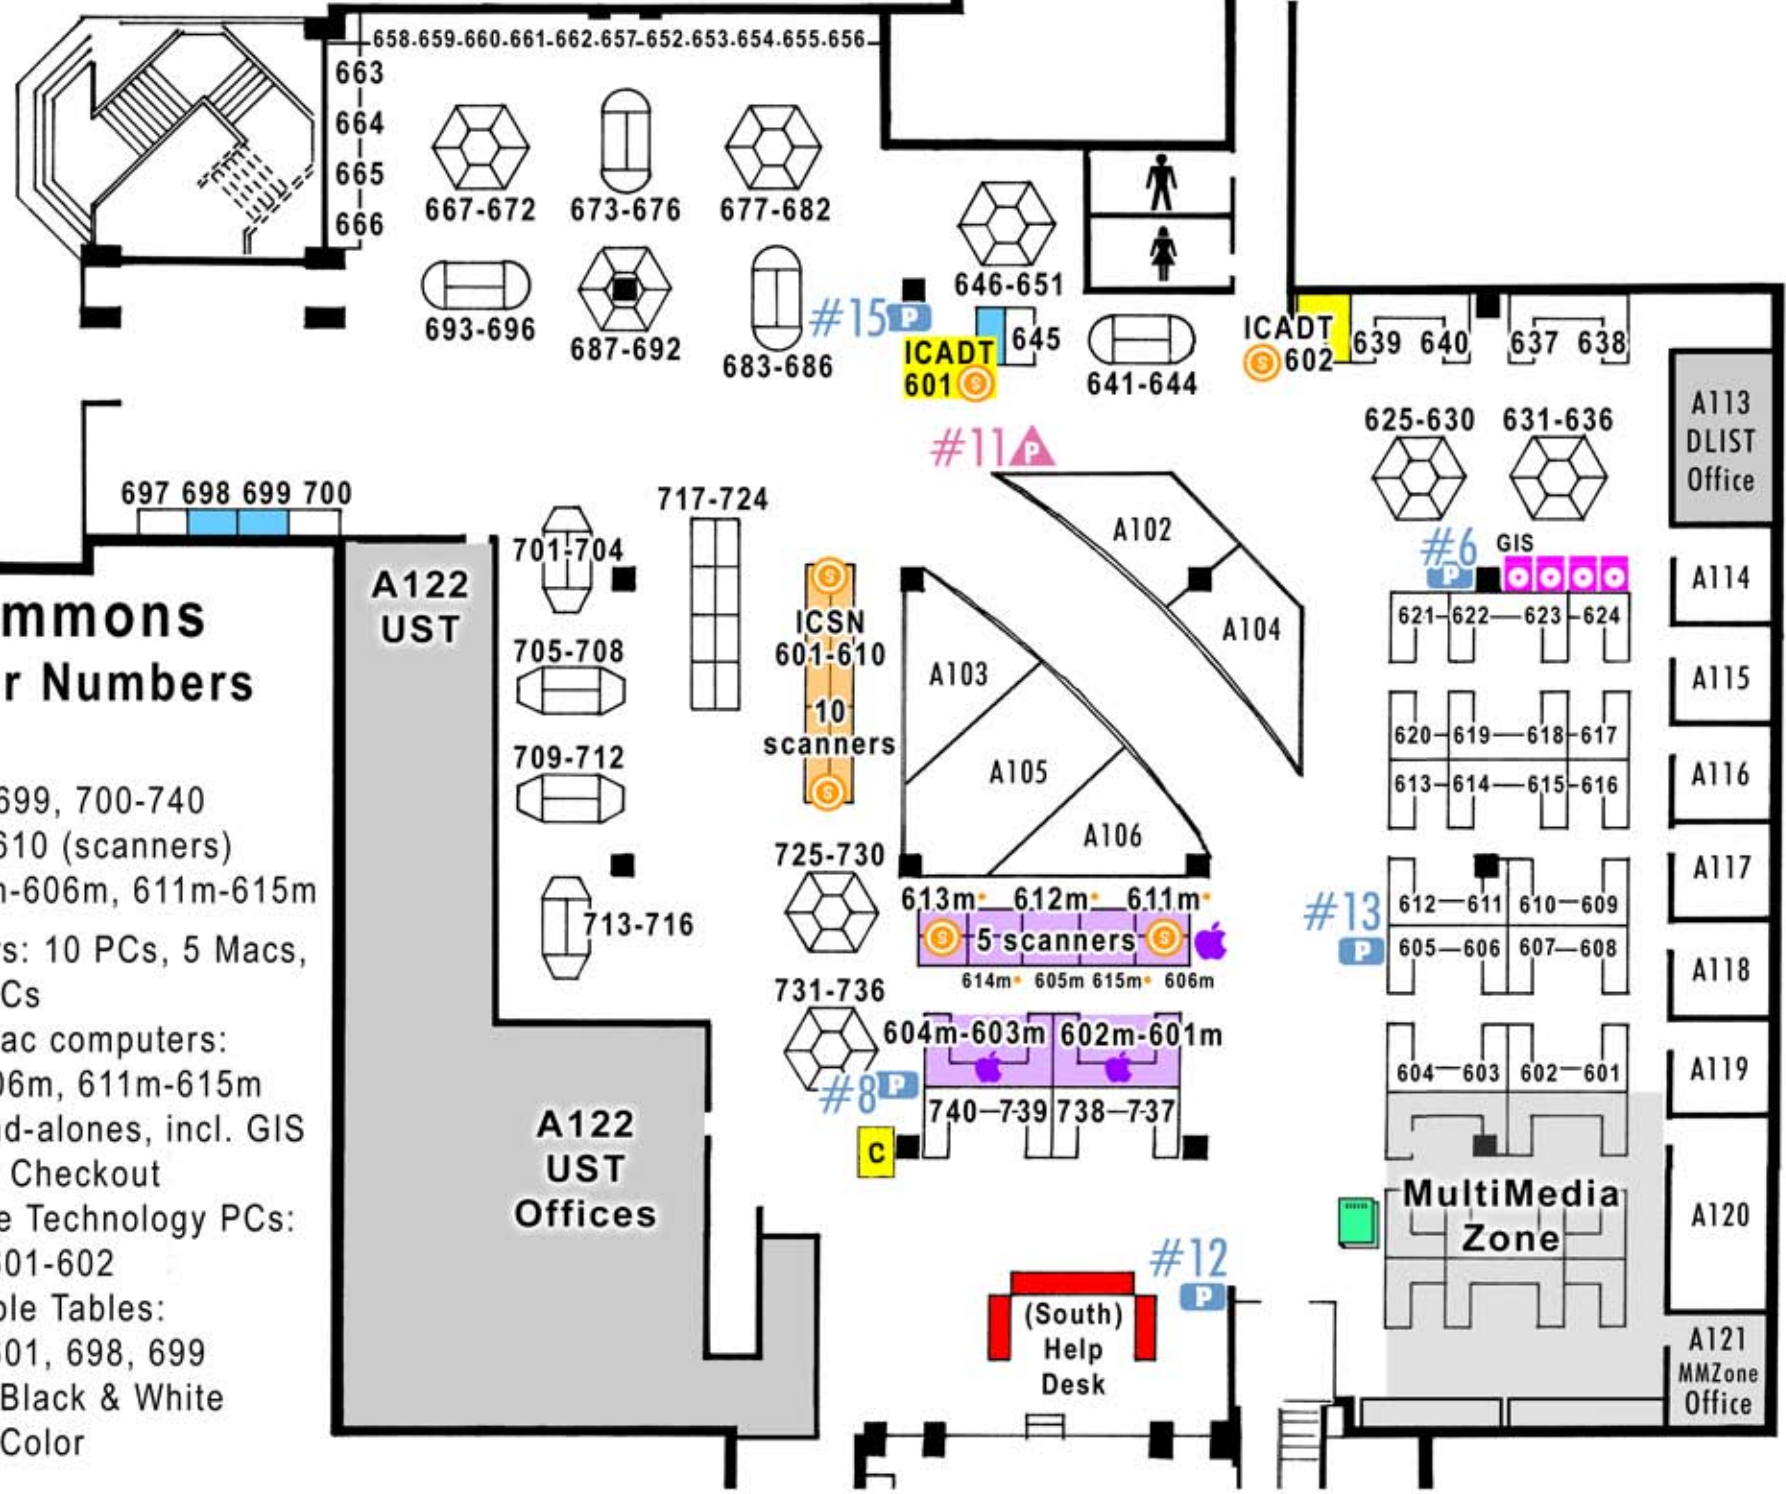 658-659-660-661-662-657-652-653-654-655-656
663
664
665
666
667-672
673-676
677-682
693-696
687-692
683-686
#15 P
646-651
645
ICADT
601 S
641-644
ICADT
S 602
639 640
637 638
625-630
631-636
A113
DLIST
Office
#11 P
697 698 699 700
717-724
701-704
705-708
709-712
713-716
A122
UST
ICSN
601-610
10
scanners
S
S
A102
A104
A103
A105
A106
#6 P
GIS
621-622-623-624
620-619-618-617
613-614-615-616
#13 P
612-611 610-609
605-606 607-608
604-603 602-601
A114
A115
A116
A117
A118
A119
A120
A121
MMZone
Office
MultiMedia
Zone
725-730
731-736
613m 612m 611m
S 5 scanners S
614m 605m 615m 606m
604m-603m 602m-601m
#8 P
740-739 738-737
C
#12 P
(South)
Help
Desk
A122
UST
Offices
mmons
r Numbers
699, 700-740
610 (scanners)
m-606m, 611m-615m
rs: 10 PCs, 5 Macs,
Cs
ac computers:
06m, 611m-615m
nd-alones, incl. GIS
Checkout
e Technology PCs:
601-602
ble Tables:
601, 698, 699
Black & White
Color